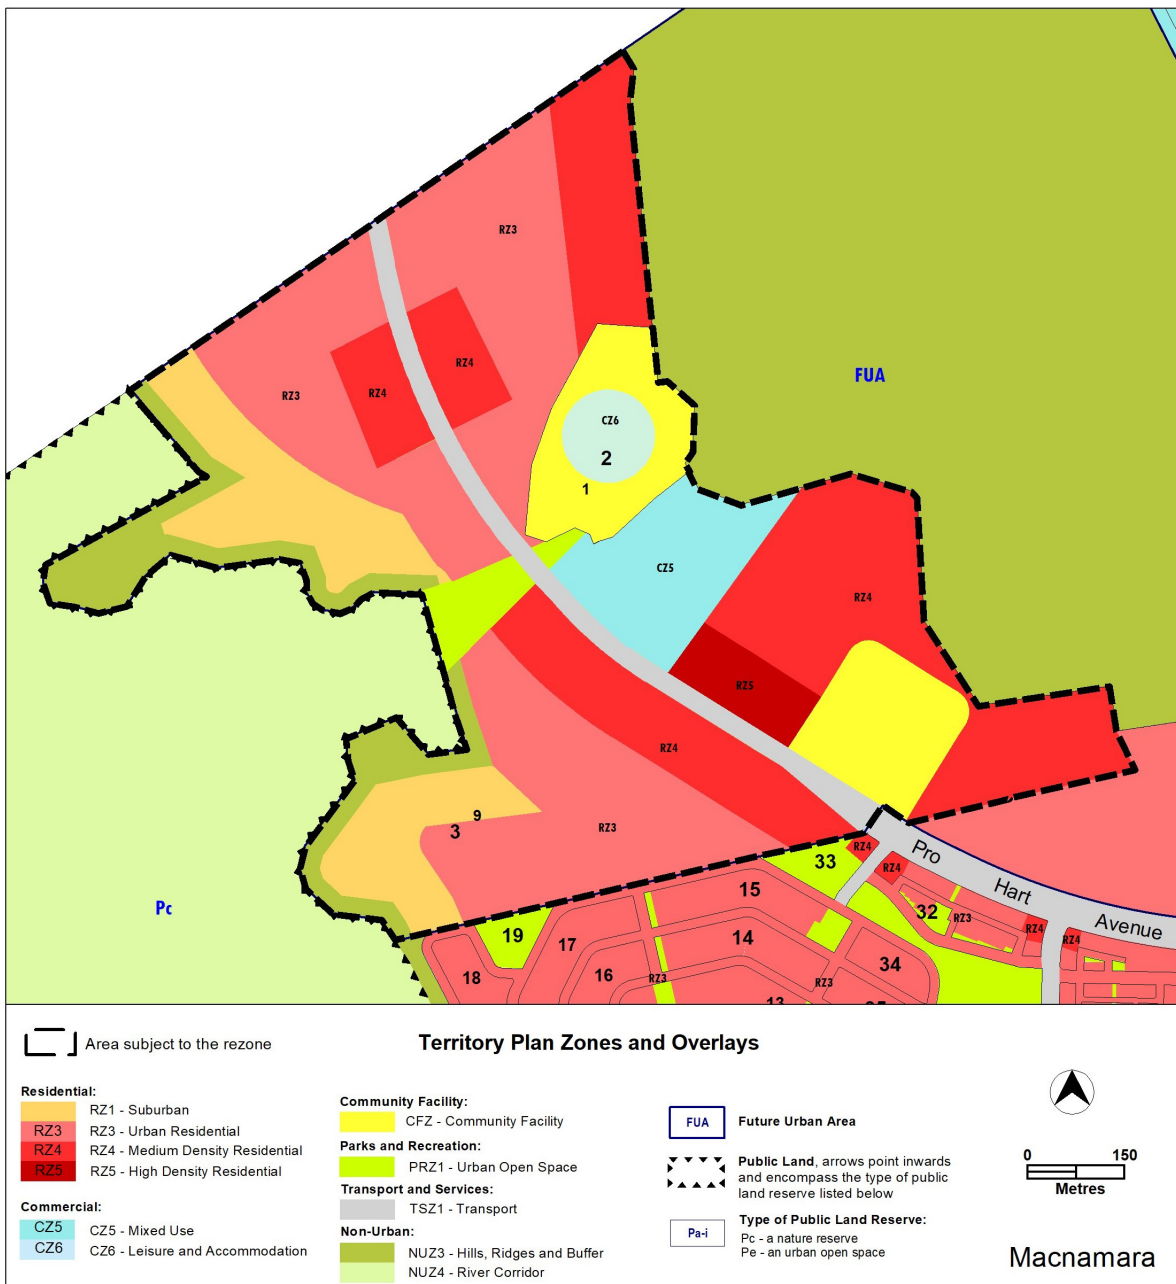 RZ3
FUA
RZ4
RZ4
RZ3
CZ6
2
1
CZ5
RZ4
RZ5
RZ4
9
3
RZ3
Pc
33
RZ4
Pro
RZ4
Hart
15
32
RZ3
Avenue
RZ4
RZ4
19
17
14
34
18
16
RZ3
RZ3
13
Territory Plan Zones and Overlays
Area subject to the rezone
Residential:
RZ1 - Suburban
RZ3 RZ3 - Urban Residential
RZ4 RZ4 - Medium Density Residential
RZ5 RZ5 - High Density Residential
Commercial:
CZ5 CZ5 - Mixed Use
CZ6 CZ6 - Leisure and Accommodation
Community Facility:
CFZ - Community Facility
Parks and Recreation:
PRZ1 - Urban Open Space
Transport and Services:
TSZ1 - Transport
Non-Urban:
NUZ3 - Hills, Ridges and Buffer
NUZ4 - River Corridor
FUA Future Urban Area
Public Land, arrows point inwards
and encompass the type of public
land reserve listed below
Pa-i Type of Public Land Reserve:
Pc - a nature reserve
Pe - an urban open space
0 150
Metres
Macnamara